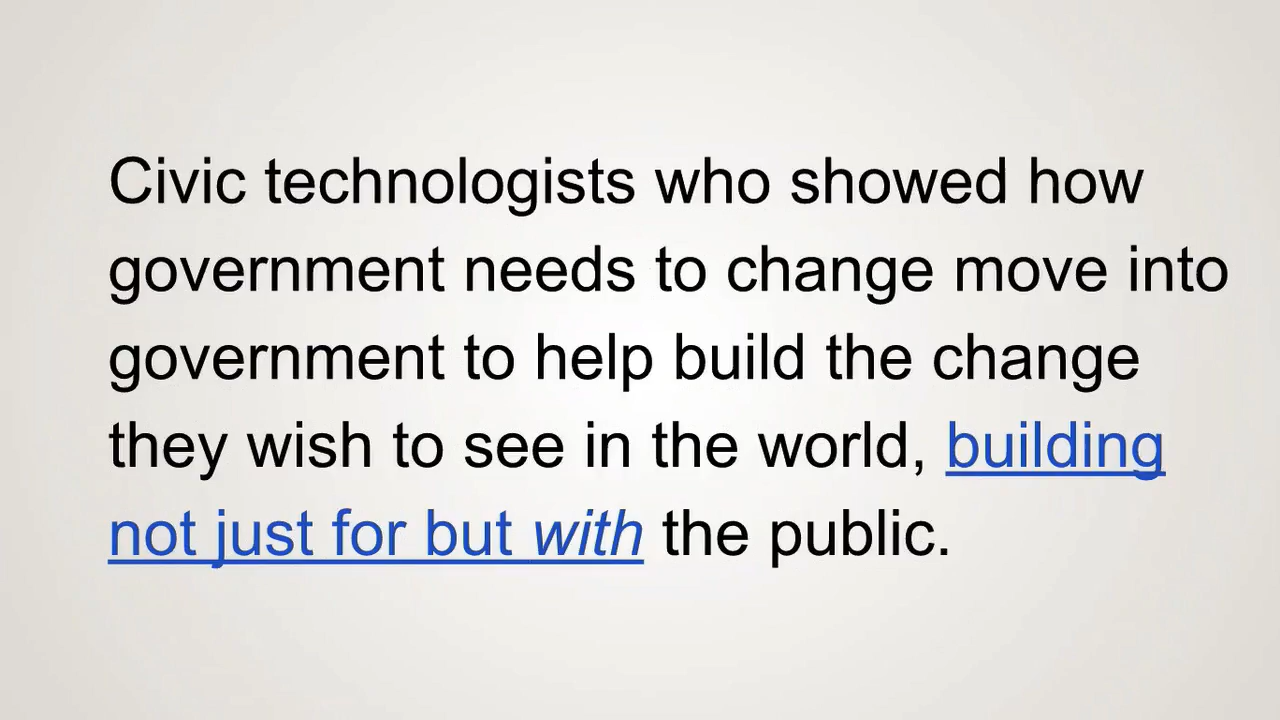 Civic technologists who showed how
government needs to change move into
government to help build the change
they wish to see in the world, building
not just for but with the public.